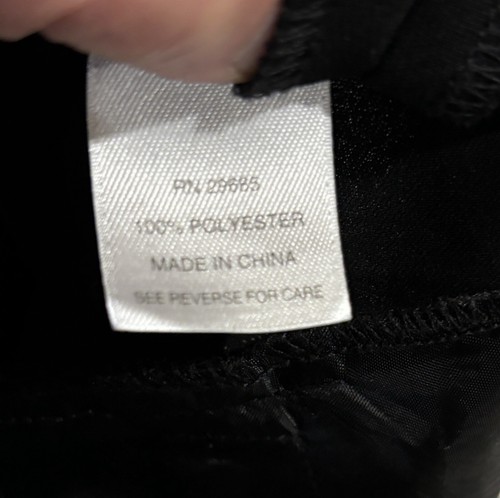 RN 29685
100% POLYESTER
MADE IN CHINA
SEE REVERSE FOR CARE